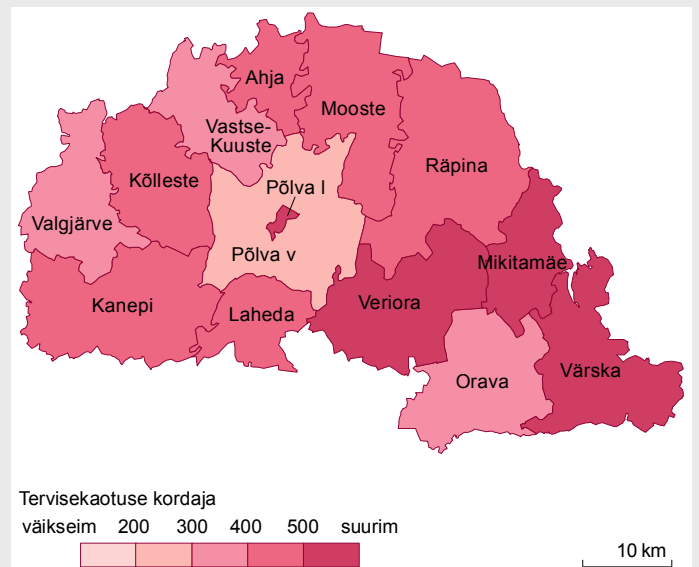 Ahja
Mooste
Vastse-
Kuuste
Räpina
Kõlleste
Põlva l
Valgjärve
Põlva v
Mikitamäe
Kanepi
Laheda
Veriora
Orava
Värska
Tervisekaotuse kordaja
väikseim 200 300 400 500 suurim
10 km